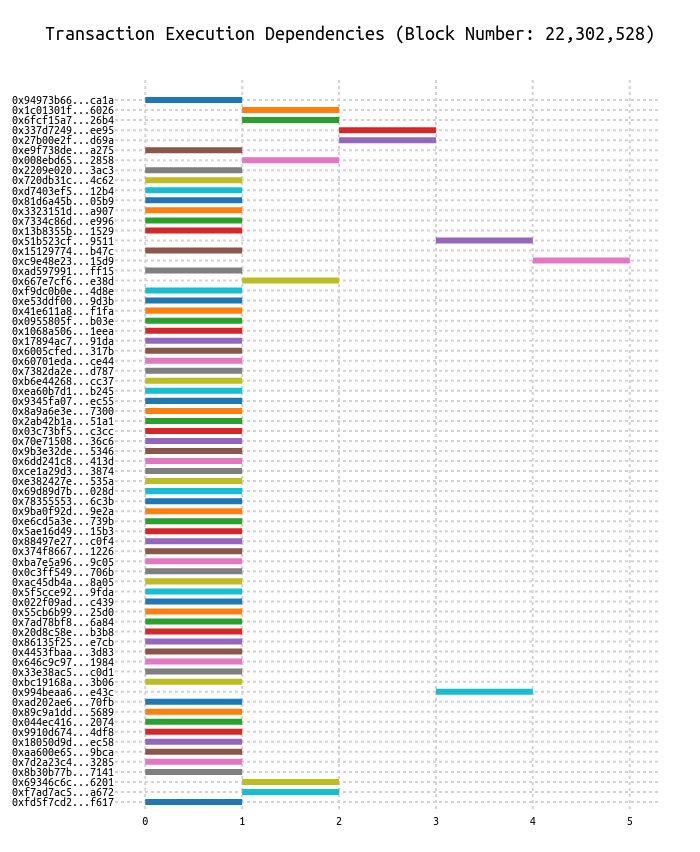 Transaction Execution Dependencies (Block Number: 22,302,528)
0x94973b66...ca1a
0x1c01301f...6026
0x6fcf15a7...26b4
0x337d7249...ee95
0x27b00e2f...d69a
0xe9f738de...a275
0x008ebd65...2858
0x2209e020...3ac3
0x720db31c...4c62
0xd7403ef5...12b4
0x81d6a45b...05b9
0x3323151d...a907
0x7334c86d...e996
0x13b8355b...1529
0x51b523cf...9511
0x15129774...b47c
0xc9e48e23...15d9
0xad597991...ff15
0x667e7cf6...e38d
0xf9dc0b0e...4d8e
0xe53ddf00...9d3b
0x41e611a8...f1fa
0x0955805f...b03e
0x1068a506...1eea
0x17894ac7...91da
0x6005cfed...317b
0x60701eda...ce44
0x7382da2e...d787
0xb6e44268...cc37
0xea60b7d1...b245
0x9345fa07...ec55
0x8a9a6e3e...7300
0x2ab42b1a...51a1
0x03c73bf5...c3cc
0x70e71508...36c6
0x9b3e32de...5346
0x6dd241c8...413d
0xce1a29d3...3874
0xe382427e...535a
0x69d89d7b...028d
0x78355553...6c3b
0x9ba0f92d...9e2a
0xe6cd5a3e...739b
0x5ae16d49...15b3
0x88497e27...c0f4
0x374f8667...1226
0xba7e5a96...9c05
0x0c3ff549...706b
0xac45db4a...8a05
0x5f5cce92...9fda
0x022f09ad...c439
0x55cb6b99...25d0
0x7ad78bf8...6a84
0x20d8c58e...b3b8
0x86135f25...e7cb
0x4453fbaa...3d83
0x646c9c97...1984
0x33e38ac5...c0d1
0xbc19168a...3b06
0x994beaa6...e43c
0xad202ae6...70fb
0x89c9a1dd...5689
0x044ec416...2074
0x9910d674...4df8
0x18050d9d...ec58
0xaa600e65...9bca
0x7d2a23c4...3285
0x8b30b77b...7141
0x69346c6c...6201
0xf7ad7ac5...a672
0xfd5f7cd2...f617
0 1 2 3 4 5